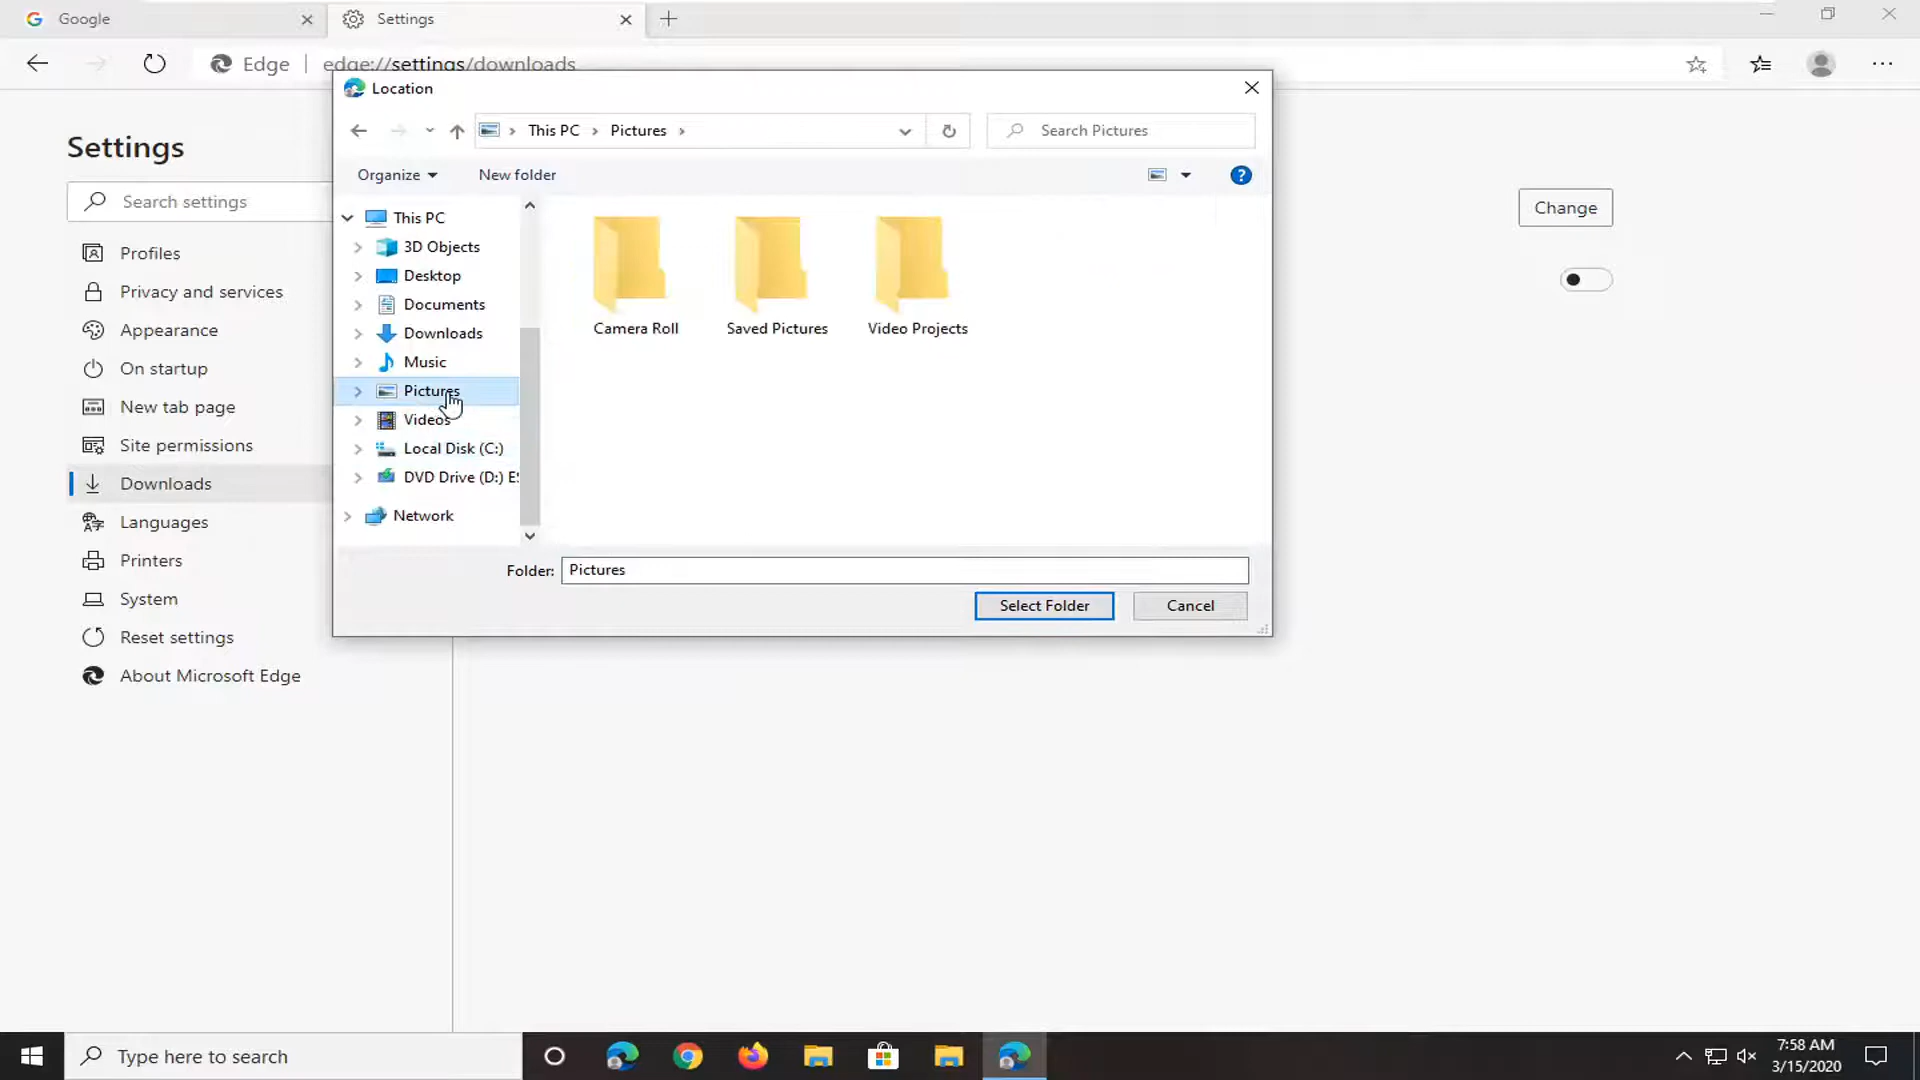 Google
Settings
Edge
edge://settings/downloads
Location
This PC
Pictures
Search Pictures
Organize
New folder
Settings
Search settings
Profiles
Privacy and services
Appearance
On startup
New tab page
Site permissions
Downloads
Languages
Printers
System
Reset settings
About Microsoft Edge
This PC
3D Objects
Desktop
Documents
Downloads
Music
Pictures
Videos
Local Disk (C:)
DVD Drive (D:) ES
Network
Camera Roll
Saved Pictures
Video Projects
Folder:
Pictures
Select Folder
Cancel
Change
Type here to search
7:58 AM
3/15/2020